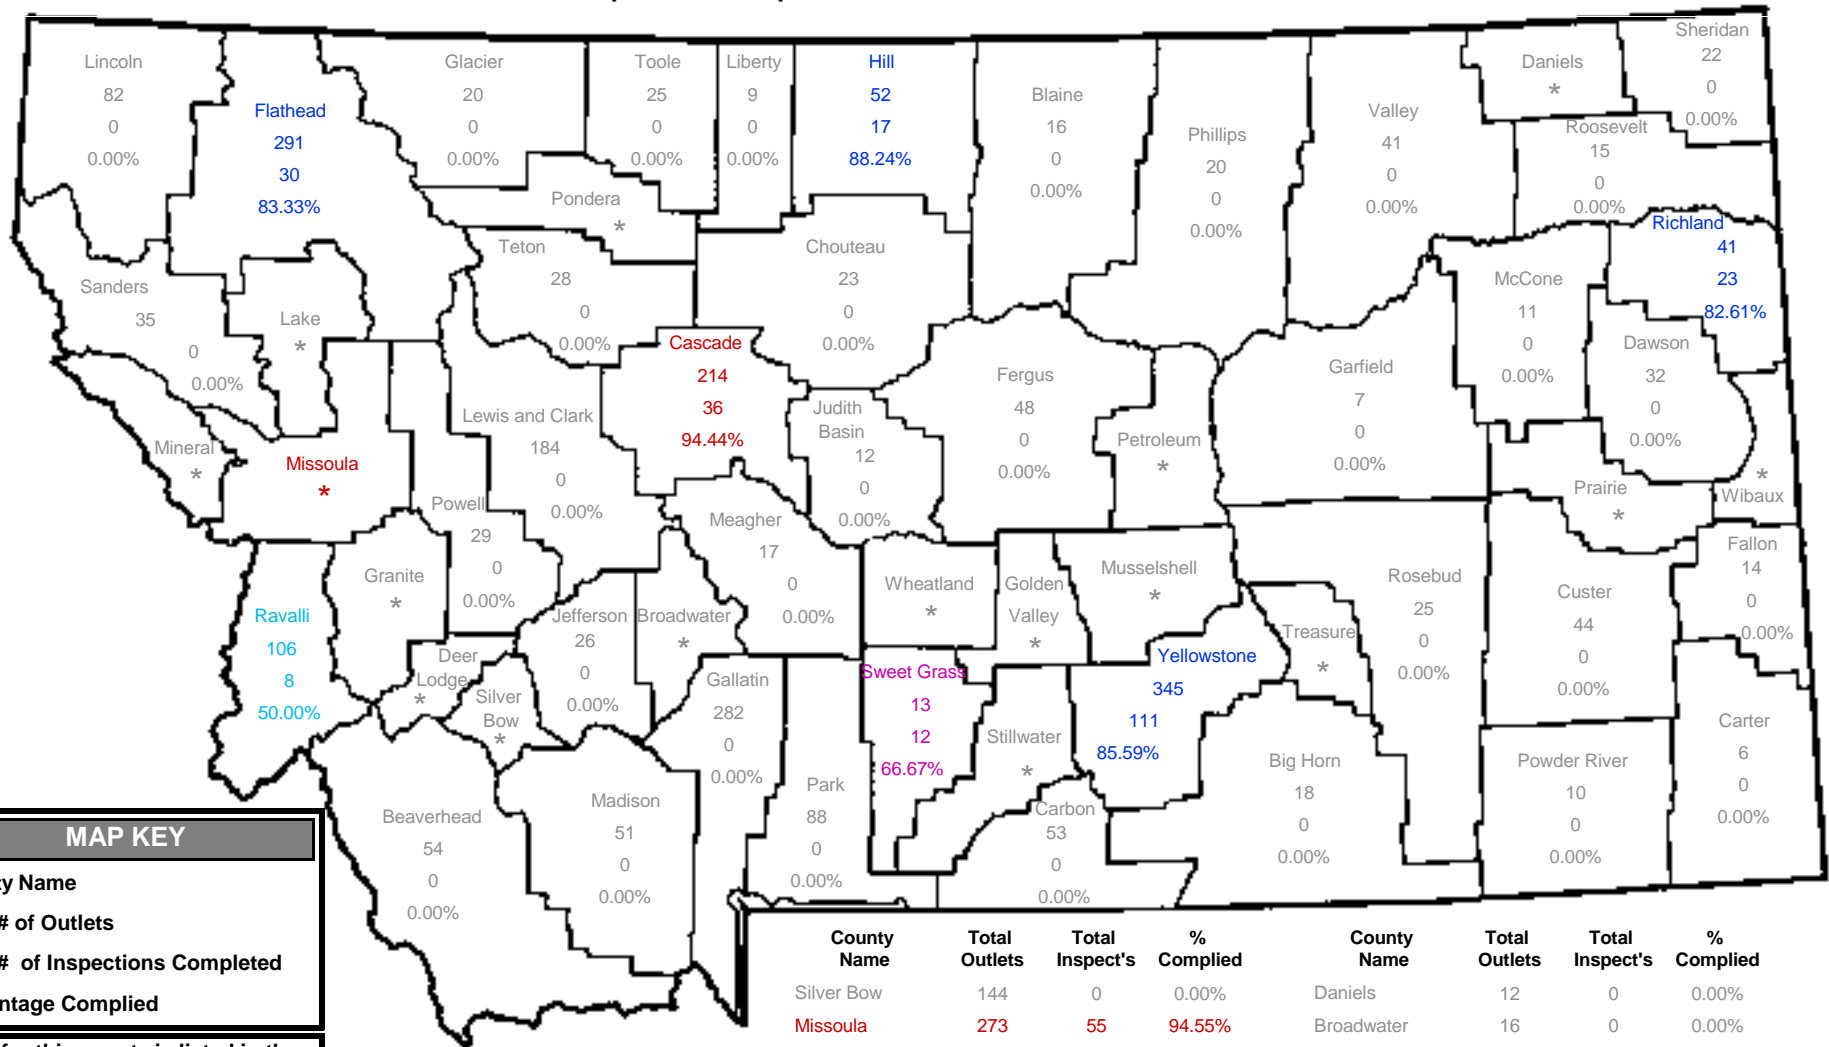 Lincoln
82
0
0.00%
Flathead
291
30
83.33%
Glacier
20
0
0.00%
Toole
25
0
0.00%
Liberty
9
0
0.00%
Hill
52
17
88.24%
Blaine
16
0
0.00%
Phillips
20
0
0.00%
Valley
41
0
0.00%
Daniels
*
Sheridan
22
0
0.00%
Roosevelt
15
0
0.00%
Richland
41
23
82.61%
Pondera
*
Teton
28
0
0.00%
Chouteau
23
0
0.00%
Sanders
35
0
0.00%
Lake
*
McCone
11
0
0.00%
Dawson
32
0
0.00%
Cascade
214
36
94.44%
Lewis and Clark
184
0
0.00%
Judith
Basin
12
0
0.00%
Fergus
48
0
0.00%
Petroleum
*
Garfield
7
0
0.00%
Mineral
*
Missoula
*
Powell
29
0
0.00%
Prairie
*
*
Wibaux
Meagher
17
0
0.00%
Granite
*
Wheatland
*
Golden
Valley
*
Musselshell
*
Rosebud
25
0
0.00%
Custer
44
0
0.00%
Fallon
14
0
0.00%
Ravalli
106
8
50.00%
Jefferson
26
0
0.00%
Broadwater
*
Deer
Lodge
*
Silver
Bow
*
Gallatin
282
0
0.00%
Sweet Grass
13
12
66.67%
Stillwater
*
Yellowstone
345
111
85.59%
Treasure
*
Carter
6
0
0.00%
Big Horn
18
0
0.00%
Powder River
10
0
0.00%
Park
88
0
0.00%
Carbon
53
0
0.00%
Madison
51
0
0.00%
Beaverhead
54
0
0.00%
MAP KEY
Name
# of Outlets
# of Inspections Completed
Complied
County Total Total % County Total Total %
Name Outlets Inspect's Complied Name Outlets Inspect's Complied
Silver Bow 144 0 0.00% Daniels 12 0 0.00%
Missoula 273 55 94.55% Broadwater 16 0 0.00%